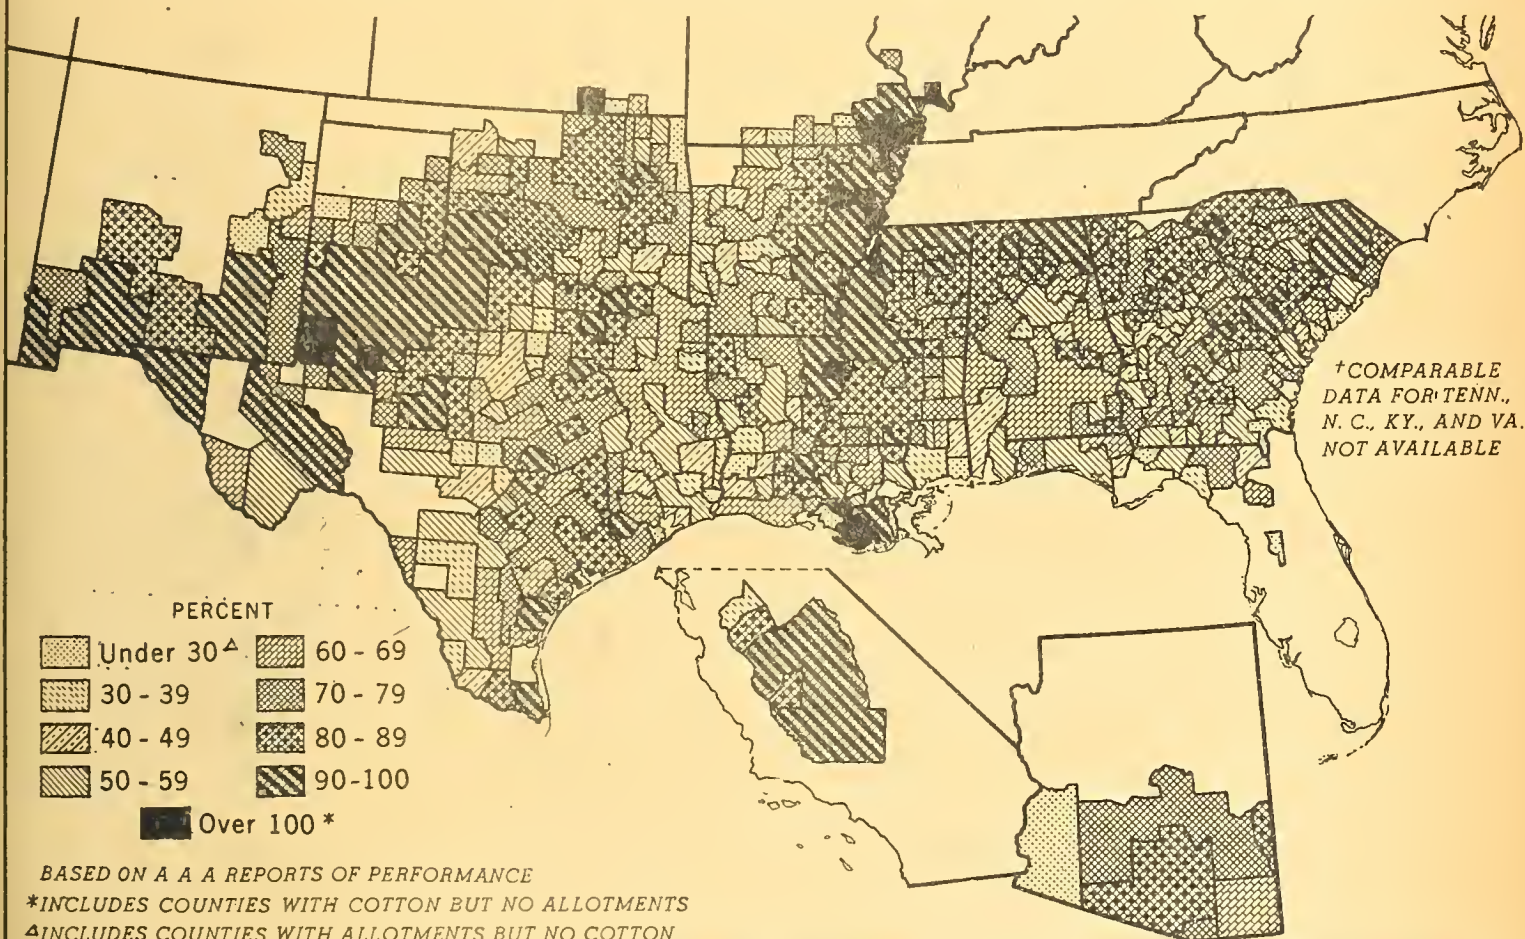 †COMPARABLE
DATA FOR TENN.,
N. C., KY., AND VA.
NOT AVAILABLE
PERCENT
Under 30 △
30 - 39
40 - 49
50 - 59
60 - 69
70 - 79
80 - 89
90-100
Over 100 *
BASED ON A A A REPORTS OF PERFORMANCE
*INCLUDES COUNTIES WITH COTTON BUT NO ALLOTMENTS
△INCLUDES COUNTIES WITH ALLOTMENTS BUT NO COTTON